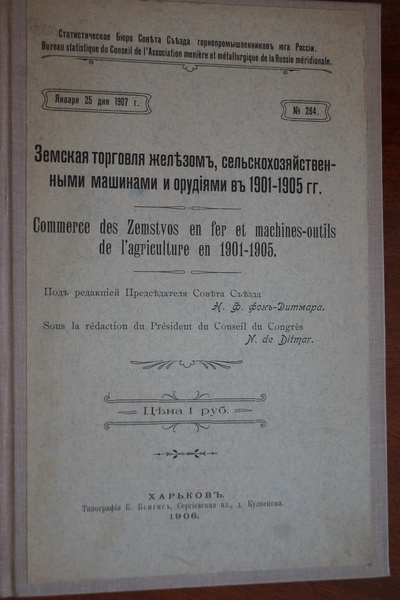 Статистическое Бюро Совѣта Съѣзда горнопромышленниковъ юга Россіи.
Bureau statistique du Conseil de l'Association menière et métallurgique de la Russie méridionale.
Января 25 дня 1907 г.
№ 284.
Земская торговля желѣзомъ, сельскохозяйствен-
ными машинами и орудіями въ 1901-1905 гг.
Commerce des Zemstvos en fer et machines-outils
de l'agriculture en 1901-1905.
Подъ редакціей Предсѣдателя Совѣта Съѣзда
Н. Ф. фонъ-Дитмара.
Sous la rédaction du Président du Conseil du Congrès
N. de Ditmar.
Цѣна 1 руб.
ХАРЬКОВЪ.
Типографія Б. Бенгисъ, Сергіевская пл., д. Кузнецова.
1906.